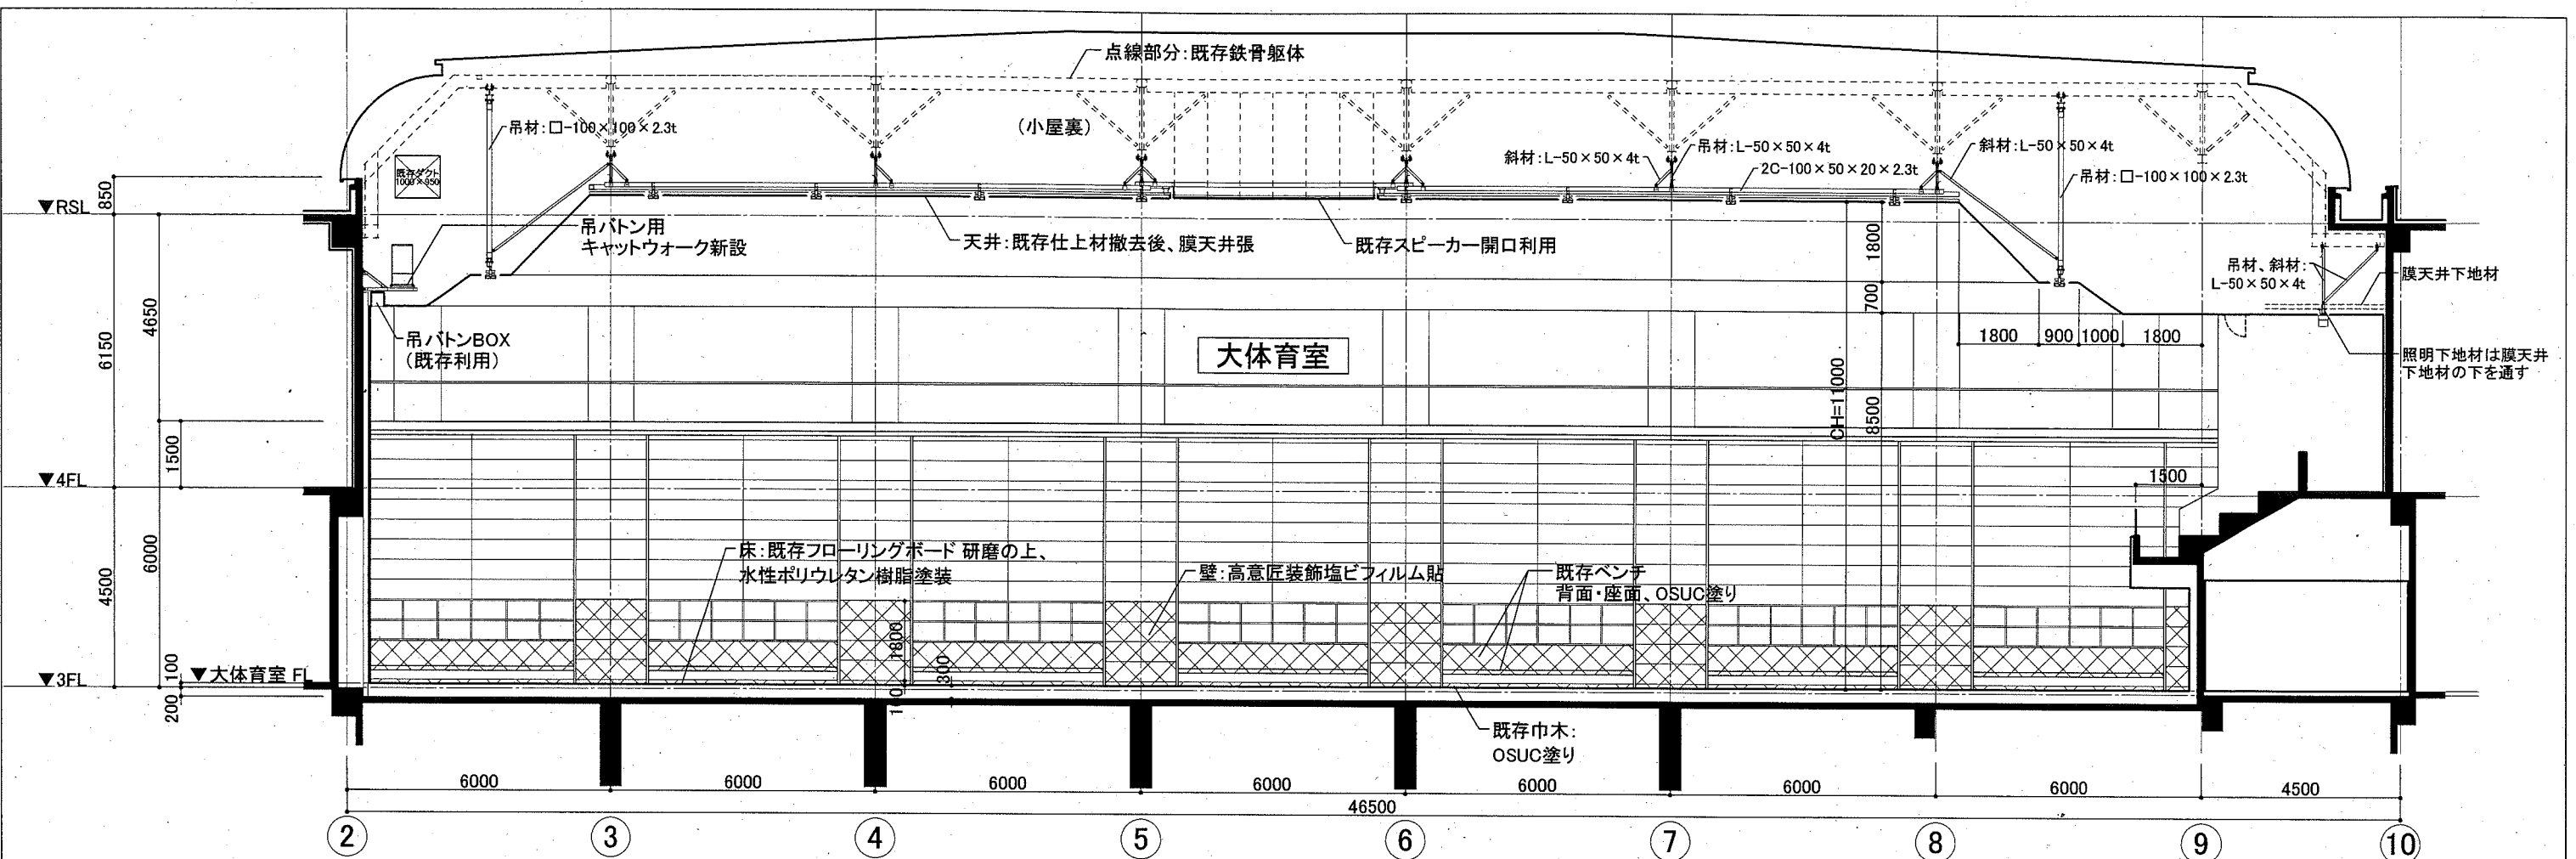 点線部分:既存鉄骨躯体
吊材:ロ-100×100×2.3t
(小屋裏)
斜材:L-50×50×4t
吊材:L-50×50×4t
斜材:L-50×50×4t
2C-100×50×20×2.3t
吊材:ロ-100×100×2.3t
既存ダクト
1000×950
850
▼RSL
吊バトン用
キャットウォーク新設
天井:既存仕上材撤去後、膜天井張
既存スピーカー開口利用
1800
吊材、斜材:
L-50×50×4t
膜天井下地材
4650
6150
700
吊バトンBOX
(既存利用)
大体育室
1800
900
1000
1800
照明下地材は膜天井
下地材の下を通す
CH=11000
8500
1500
▼4FL
1500
4500
6000
床:既存フローリングボード 研磨の上、
水性ポリウレタン樹脂塗装
壁:高意匠装飾塩ビフィルム貼
既存ベンチ
背面・座面、OSUC塗り
1800
300
100
▼大体育室 FL
▼3FL
100
200
既存巾木:
OSUC塗り
6000
6000
6000
6000
6000
6000
6000
4500
46500
2
3
4
5
6
7
8
9
10